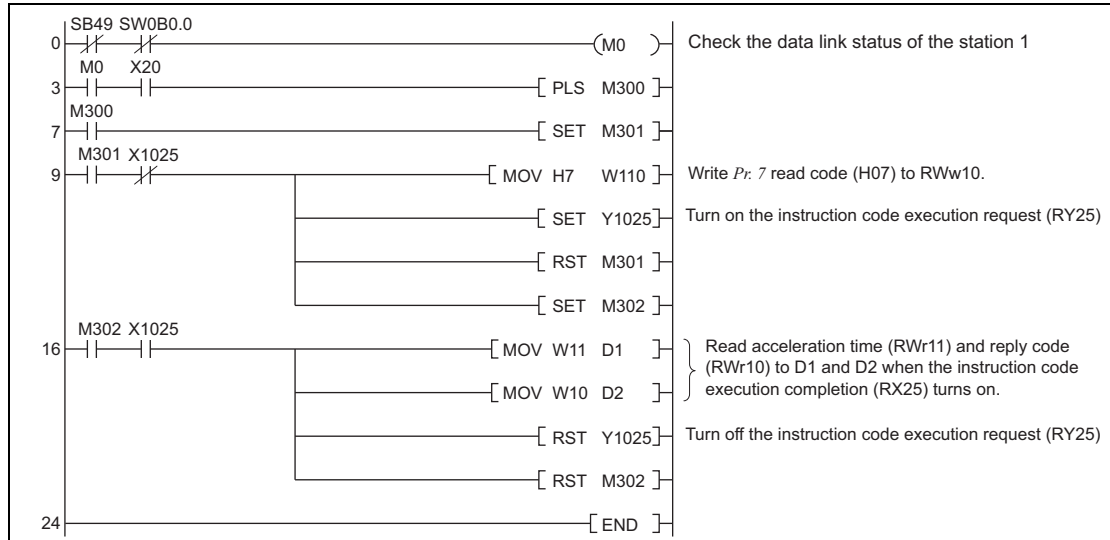 SB49 SW0B0.0
0 (M0 ) Check the data link status of the station 1
M0 X20
3 [ PLS M300 ]
M300
7 [ SET M301 ]
M301 X1025
9 [ MOV H7 W110 ] Write Pr. 7 read code (H07) to RWw10.
[ SET Y1025] Turn on the instruction code execution request (RY25)
[ RST M301 ]
[ SET M302 ]
M302 X1025
16 [ MOV W11 D1 ] Read acceleration time (RWr11) and reply code
(RWr10) to D1 and D2 when the instruction code
[ MOV W10 D2 ] execution completion (RX25) turns on.
[ RST Y1025] Turn off the instruction code execution request (RY25)
[ RST M302 ]
24 [ END ]